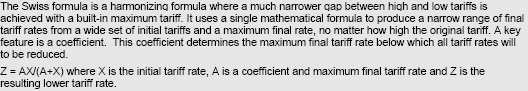 The Swiss formula is a harmonizing formula where a much narrower gap between high and low tariffs is
achieved with a built-in maximum tariff. It uses a single mathematical formula to produce a narrow range of final
tariff rates from a wide set of initial tariffs and a maximum final rate, no matter how high the original tariff. A key
feature is a coefficient.  This coefficient determines the maximum final tariff rate below which all tariff rates will
to be reduced.
Z = AX/(A+X) where X is the initial tariff rate, A is a coefficient and maximum final tariff rate and Z is the
resulting lower tariff rate.